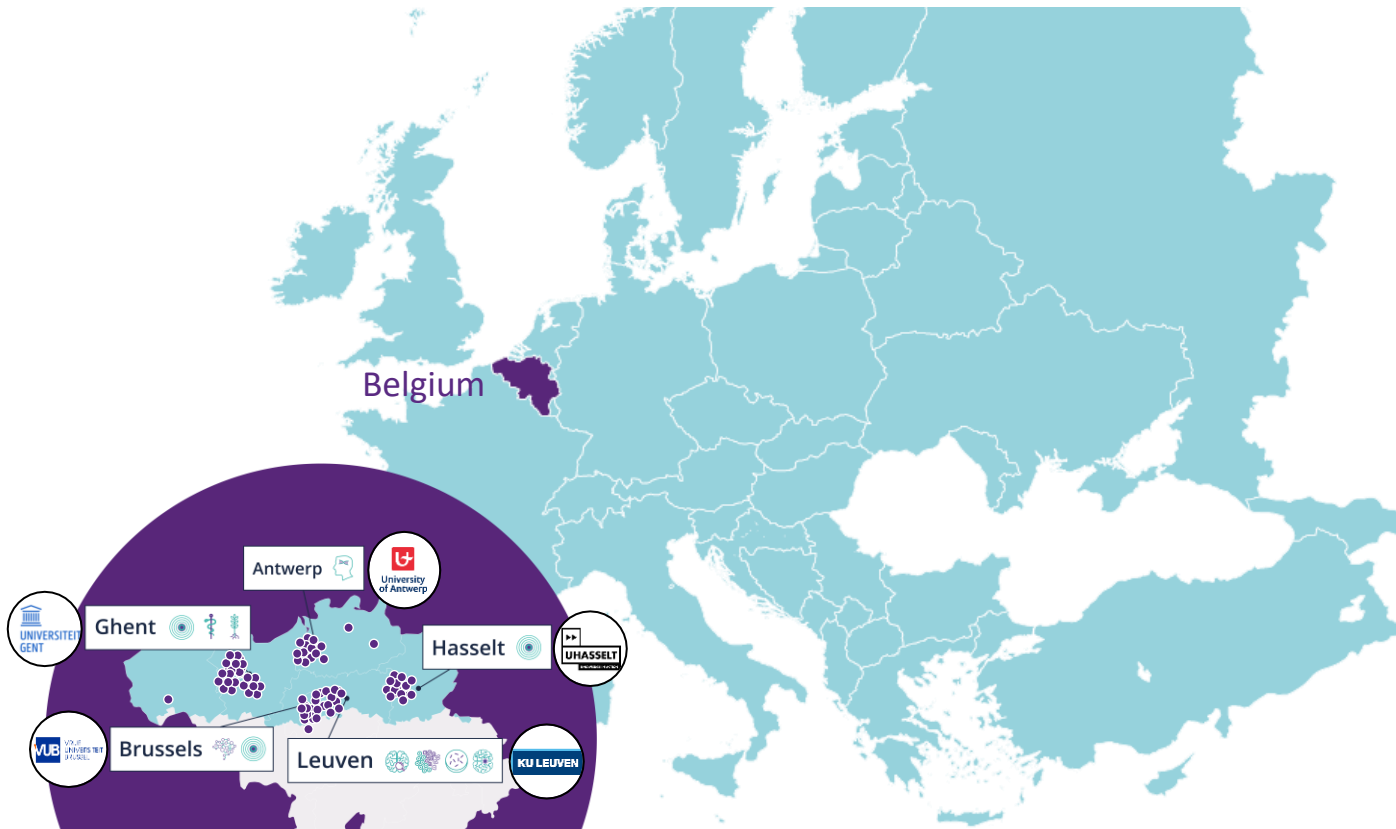 Belgium
Antwerp
University
of Antwerp
UNIVERSITEIT
GENT
Ghent
Hasselt
UHASSELT
VUB
Brussels
Leuven
KU LEUVEN